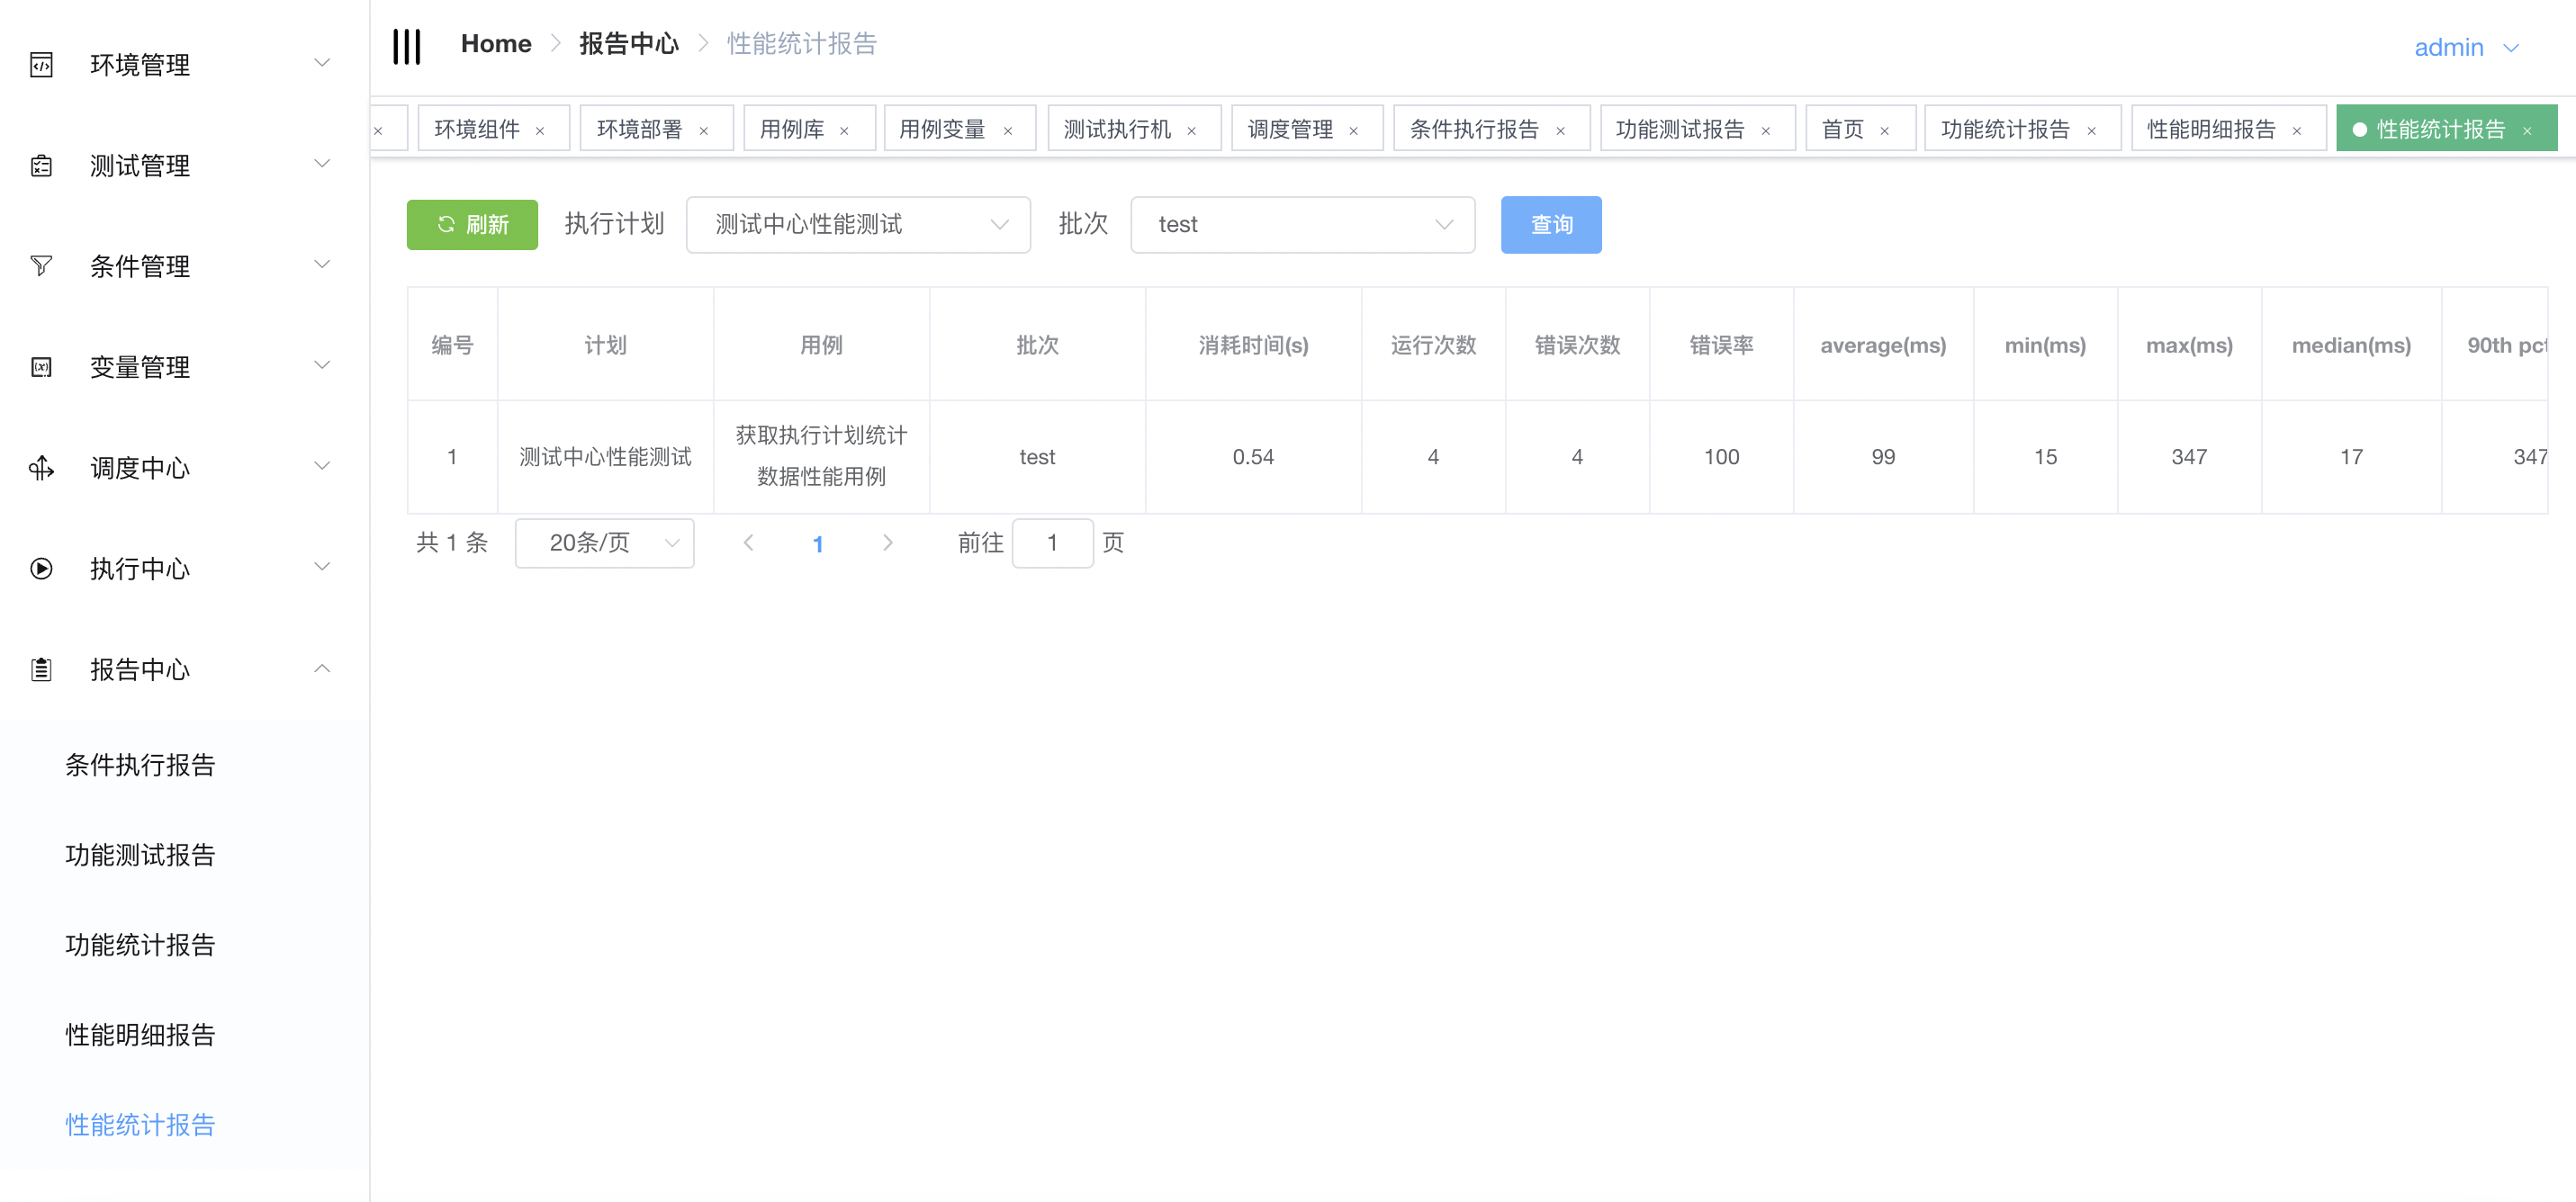 环境管理
测试管理
条件管理
变量管理
调度中心
执行中心
报告中心
条件执行报告
功能测试报告
功能统计报告
性能明细报告
性能统计报告
Home 报告中心 性能统计报告
admin
环境组件 环境部署 用例库 用例变量 测试执行机 调度管理 条件执行报告 功能测试报告 首页 功能统计报告 性能明细报告 性能统计报告
刷新 执行计划 测试中心性能测试 批次 test 查询
编号 计划 用例 批次 消耗时间(s) 运行次数 错误次数 错误率 average(ms) min(ms) max(ms) median(ms) 90th pct
1 测试中心性能测试 获取执行计划统计 test 0.54 4 4 100 99 15 347 17 347
数据性能用例
共 1 条 20条/页 1 前往 1 页